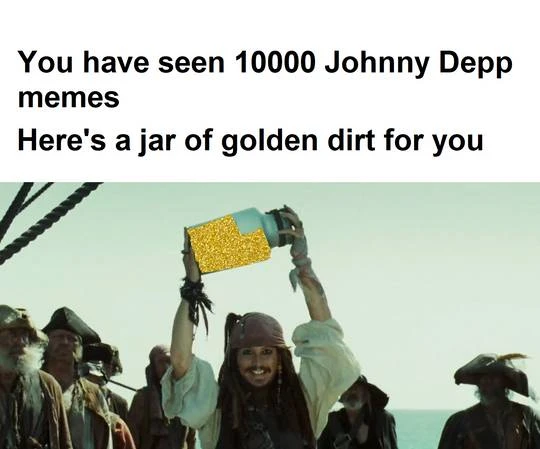 You have seen 10000 Johnny Depp
memes
Here's a jar of golden dirt for you